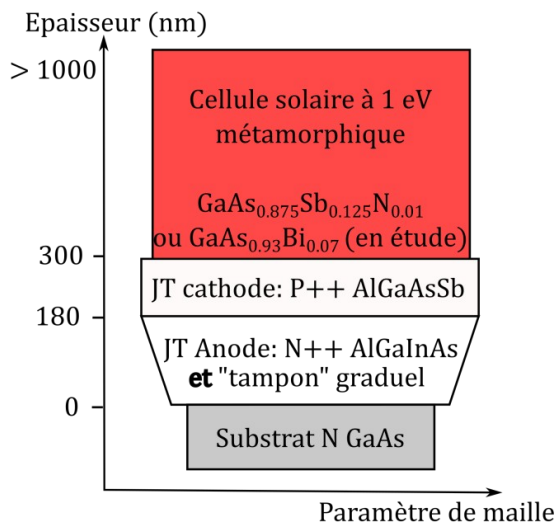 Epaisseur (nm)
> 1000
Cellule solaire à 1 eV
métamorphique
GaAs₀.₈₇₅Sb₀.₁₂₅N₀.₀₁
ou GaAs₀.₉₃Bi₀.₀₇ (en étude)
300
JT cathode: P++ AlGaAsSb
180
JT Anode: N++ AlGaInAs
et "tampon" graduel
0
Substrat N GaAs
Paramètre de maille